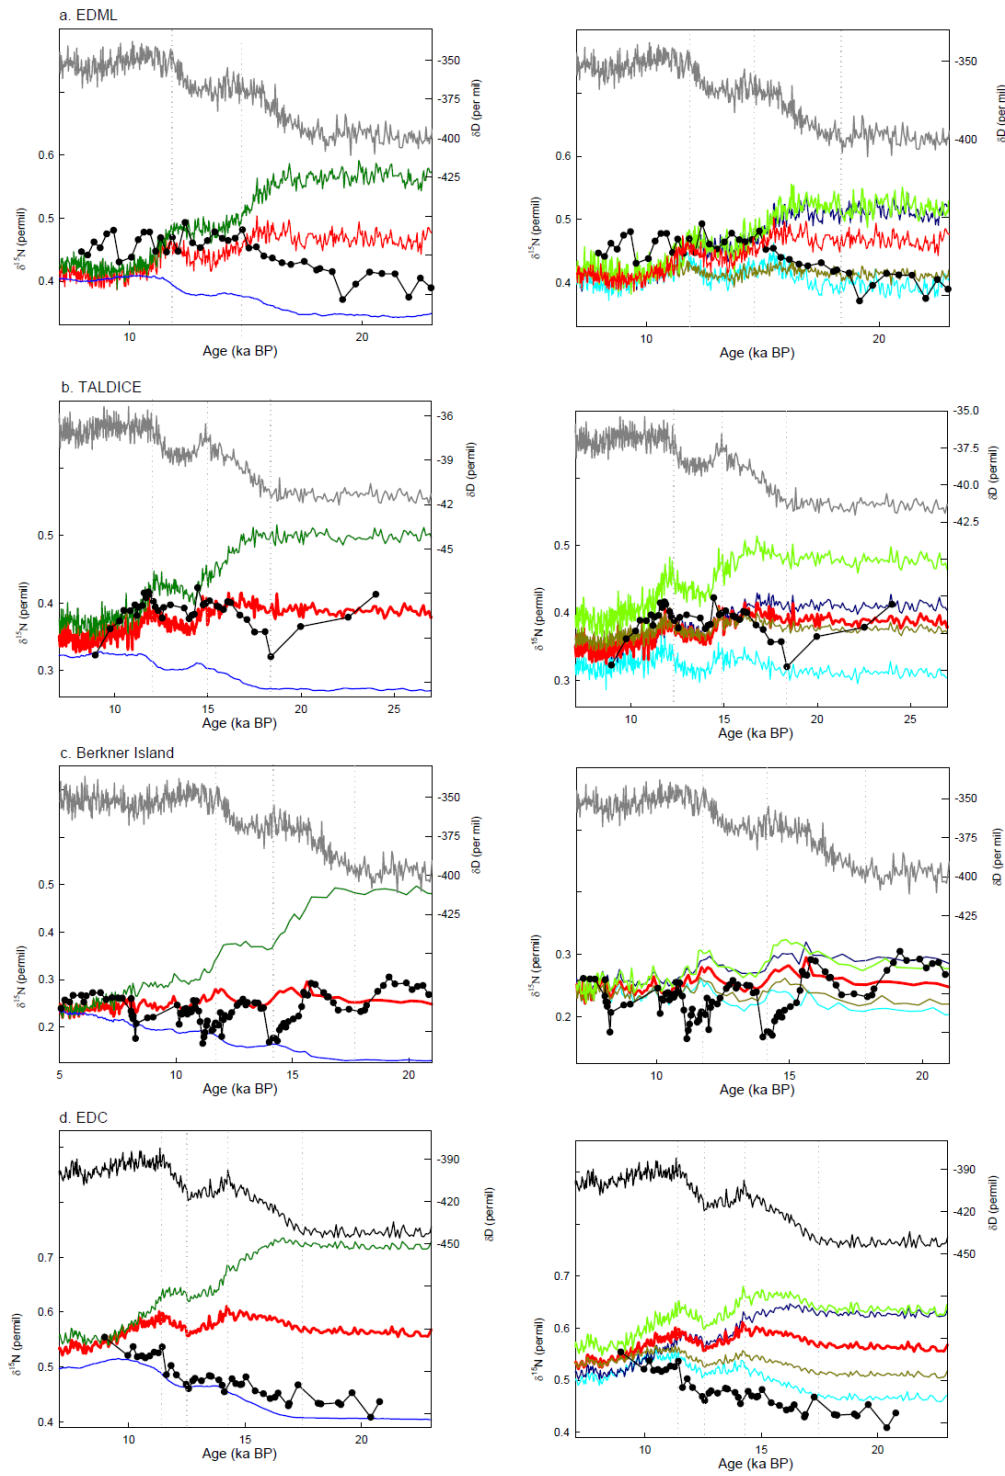 a. EDML
-350
-375
-400
-425
0.6
0.5
0.4
δ¹⁵N (permil)
δD (per mil)
10
20
Age (ka BP)
-350
-375
-400
0.6
0.5
0.4
δ¹⁵N (permil)
δD (per mil)
10
20
Age (ka BP)
b. TALDICE
-36
-39
-42
-45
0.5
0.4
0.3
δ¹⁵N (permil)
δD (permil)
10
15
20
25
Age (ka BP)
-35.0
-37.5
-40.0
-42.5
0.5
0.4
0.3
δ¹⁵N (permil)
δD (permil)
10
15
20
25
Age (ka BP)
c. Berkner Island
-350
-375
-400
-425
0.5
0.4
0.3
0.2
δ¹⁵N (permil)
δD (per mil)
5
10
15
20
Age (ka BP)
-350
-375
-400
-425
0.3
0.2
δ¹⁵N (permil)
δD (per mil)
10
15
20
Age (ka BP)
d. EDC
-390
-420
-450
0.7
0.6
0.5
0.4
δ¹⁵N (permil)
δD (permil)
10
15
20
Age (ka BP)
-390
-420
-450
0.7
0.6
0.5
0.4
δ¹⁵N (permil)
δD (permil)
10
15
20
Age (ka BP)